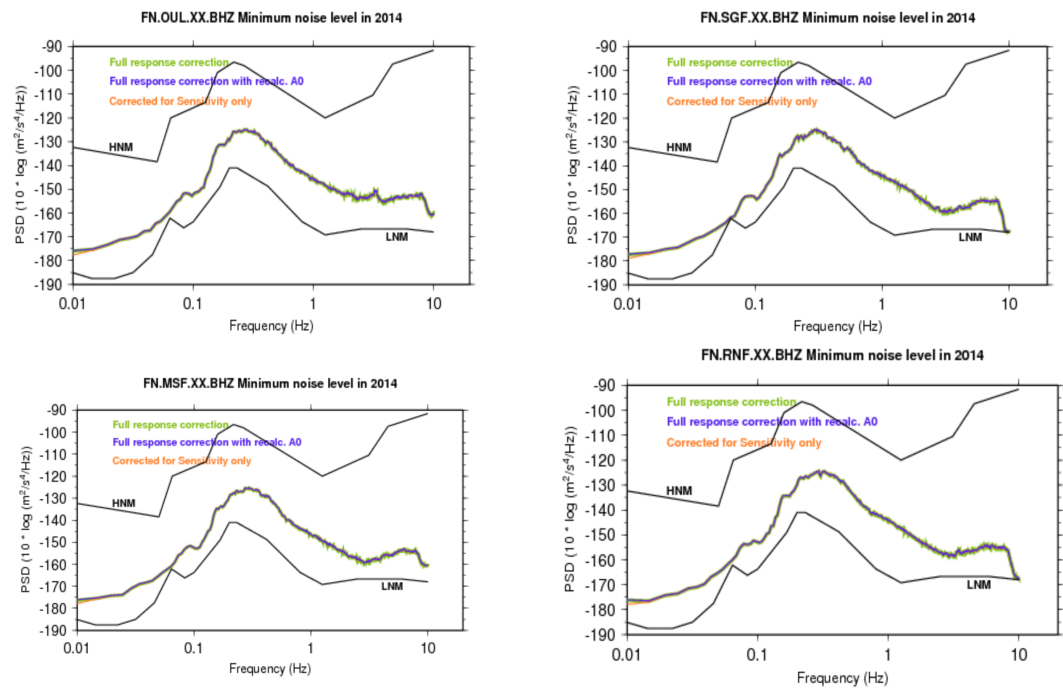 FN.OUL.XX.BHZ Minimum noise level in 2014
PSD (10 * log (m²/s⁴/Hz))
-90
-100
-110
-120
-130
-140
-150
-160
-170
-180
-190
Full response correction
Full response correction with recalc. A0
Corrected for Sensitivity only
HNM
LNM
0.01
0.1
1
10
Frequency (Hz)
FN.SGF.XX.BHZ Minimum noise level in 2014
PSD (10 * log (m²/s⁴/Hz))
-90
-100
-110
-120
-130
-140
-150
-160
-170
-180
-190
Full response correction
Full response correction with recalc. A0
Corrected for Sensitivity only
HNM
LNM
0.01
0.1
1
10
Frequency (Hz)
FN.MSF.XX.BHZ Minimum noise level in 2014
PSD (10 * log (m²/s⁴/Hz))
-90
-100
-110
-120
-130
-140
-150
-160
-170
-180
-190
Full response correction
Full response correction with recalc. A0
Corrected for Sensitivity only
HNM
LNM
0.01
0.1
1
10
Frequency (Hz)
FN.RNF.XX.BHZ Minimum noise level in 2014
PSD (10 * log (m²/s⁴/Hz))
-90
-100
-110
-120
-130
-140
-150
-160
-170
-180
-190
Full response correction
Full response correction with recalc. A0
Corrected for Sensitivity only
HNM
LNM
0.01
0.1
1
10
Frequency (Hz)